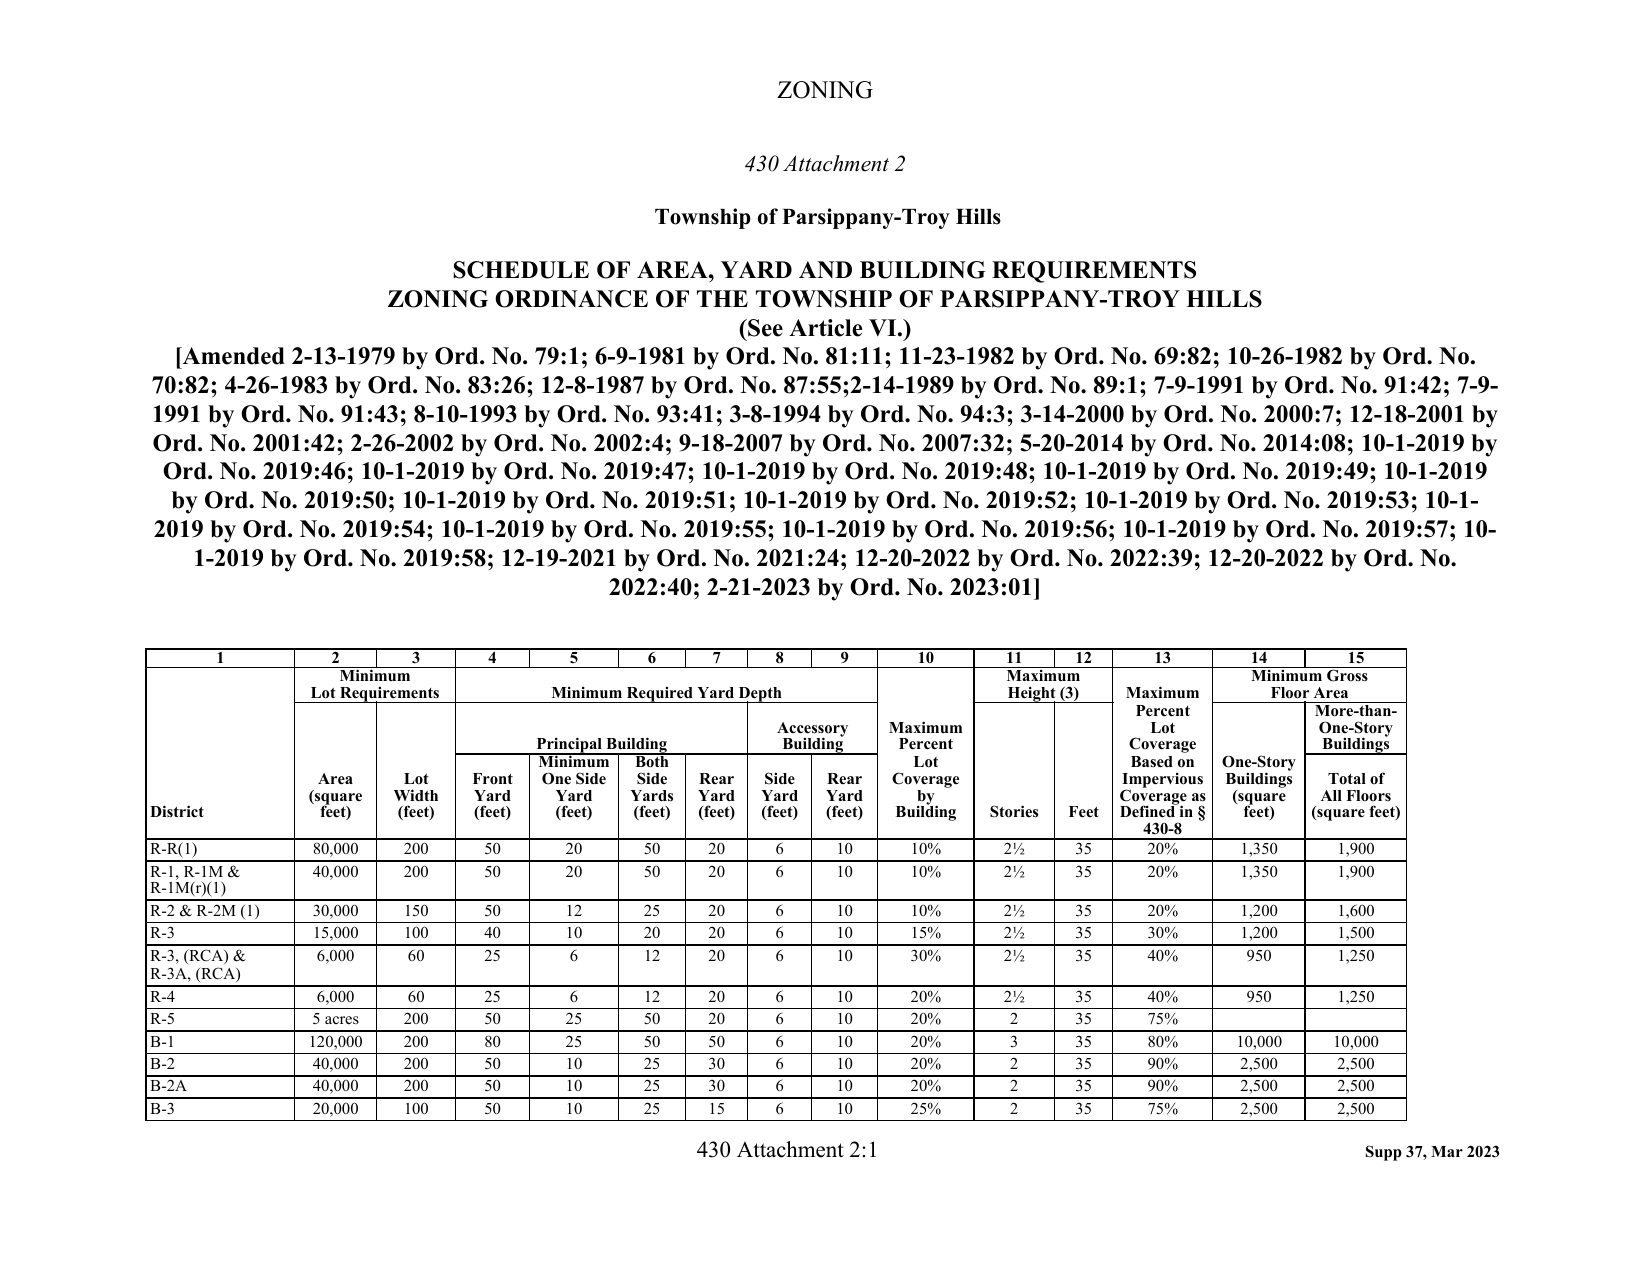 ZONING
430 Attachment 2
Township of Parsippany-Troy Hills
SCHEDULE OF AREA, YARD AND BUILDING REQUIREMENTS
ZONING ORDINANCE OF THE TOWNSHIP OF PARSIPPANY-TROY HILLS
(See Article VI.)
[Amended 2-13-1979 by Ord. No. 79:1; 6-9-1981 by Ord. No. 81:11; 11-23-1982 by Ord. No. 69:82; 10-26-1982 by Ord. No.
70:82; 4-26-1983 by Ord. No. 83:26; 12-8-1987 by Ord. No. 87:55;2-14-1989 by Ord. No. 89:1; 7-9-1991 by Ord. No. 91:42; 7-9-
1991 by Ord. No. 91:43; 8-10-1993 by Ord. No. 93:41; 3-8-1994 by Ord. No. 94:3; 3-14-2000 by Ord. No. 2000:7; 12-18-2001 by
Ord. No. 2001:42; 2-26-2002 by Ord. No. 2002:4; 9-18-2007 by Ord. No. 2007:32; 5-20-2014 by Ord. No. 2014:08; 10-1-2019 by
Ord. No. 2019:46; 10-1-2019 by Ord. No. 2019:47; 10-1-2019 by Ord. No. 2019:48; 10-1-2019 by Ord. No. 2019:49; 10-1-2019
by Ord. No. 2019:50; 10-1-2019 by Ord. No. 2019:51; 10-1-2019 by Ord. No. 2019:52; 10-1-2019 by Ord. No. 2019:53; 10-1-
2019 by Ord. No. 2019:54; 10-1-2019 by Ord. No. 2019:55; 10-1-2019 by Ord. No. 2019:56; 10-1-2019 by Ord. No. 2019:57; 10-
1-2019 by Ord. No. 2019:58; 12-19-2021 by Ord. No. 2021:24; 12-20-2022 by Ord. No. 2022:39; 12-20-2022 by Ord. No.
2022:40; 2-21-2023 by Ord. No. 2023:01]
1 2 3 4 5 6 7 8 9 10 11 12 13 14 15
District
Minimum
Lot Requirements
Area
(square
feet)
Lot
Width
(feet)
Minimum Required Yard Depth
Principal Building
Front
Yard
(feet)
Minimum
One Side
Yard
(feet)
Both
Side
Yards
(feet)
Rear
Yard
(feet)
Accessory
Building
Side
Yard
(feet)
Rear
Yard
(feet)
Maximum
Percent
Lot
Coverage
by
Building
Maximum
Height (3)
Stories
Feet
Maximum
Percent
Lot
Coverage
Based on
Impervious
Coverage as
Defined in §
430-8
Minimum Gross
Floor Area
One-Story
Buildings
(square
feet)
More-than-
One-Story
Buildings
Total of
All Floors
(square feet)
R-R(1) 80,000 200 50 20 50 20 6 10 10% 2½ 35 20% 1,350 1,900
R-1, R-1M & 40,000 200 50 20 50 20 6 10 10% 2½ 35 20% 1,350 1,900
R-1M(r)(1)
R-2 & R-2M (1) 30,000 150 50 12 25 20 6 10 10% 2½ 35 20% 1,200 1,600
R-3 15,000 100 40 10 20 20 6 10 15% 2½ 35 30% 1,200 1,500
R-3, (RCA) & 6,000 60 25 6 12 20 6 10 30% 2½ 35 40% 950 1,250
R-3A, (RCA)
R-4 6,000 60 25 6 12 20 6 10 20% 2½ 35 40% 950 1,250
R-5 5 acres 200 50 25 50 20 6 10 20% 2 35 75%
B-1 120,000 200 80 25 50 50 6 10 20% 3 35 80% 10,000 10,000
B-2 40,000 200 50 10 25 30 6 10 20% 2 35 90% 2,500 2,500
B-2A 40,000 200 50 10 25 30 6 10 20% 2 35 90% 2,500 2,500
B-3 20,000 100 50 10 25 15 6 10 25% 2 35 75% 2,500 2,500
430 Attachment 2:1
Supp 37, Mar 2023